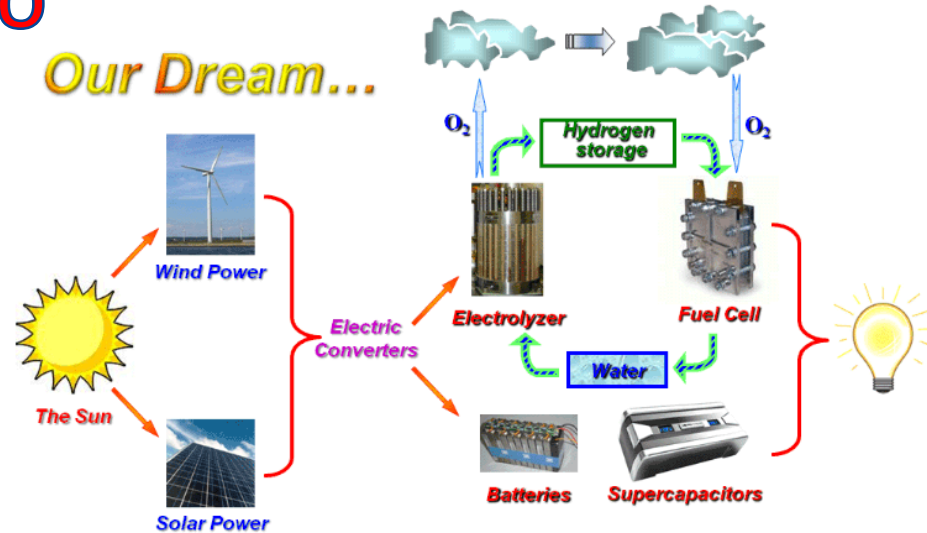 Our Dream...
O₂
Hydrogen
storage
O₂
Wind Power
Electrolyzer
Fuel Cell
Electric
Converters
Water
The Sun
Batteries
Supercapacitors
Solar Power